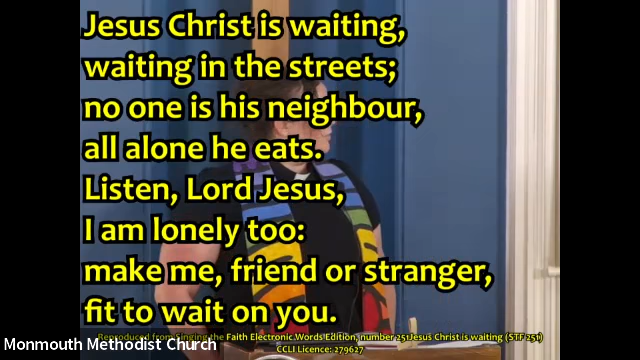 Jesus Christ is waiting,
waiting in the streets;
no one is his neighbour,
all alone he eats.
Listen, Lord Jesus,
I am lonely too:
make me, friend or stranger,
fit to wait on you.
Reproduced from Singing the Faith Electronic Words Edition, number 251Jesus Christ is waiting (STF 251)
CCLI Licence: 279627
Monmouth Methodist Church